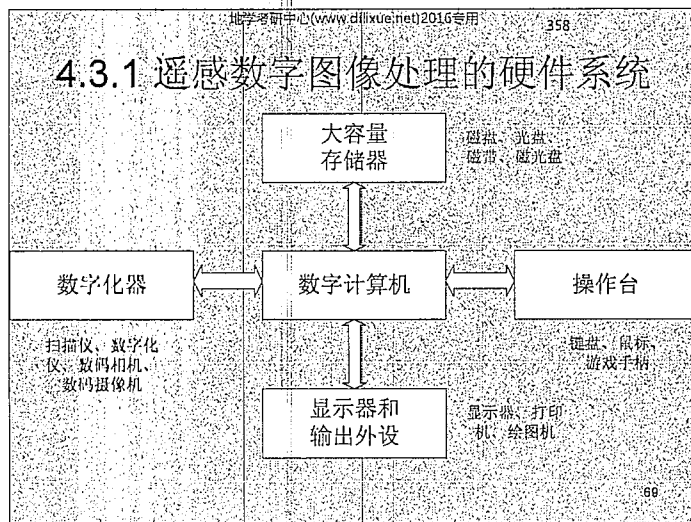 地学考研中心(www.dilixue.net)2016专用
358
4.3.1 遥感数字图像处理的硬件系统
大容量
存储器
磁盘、光盘、
磁带、磁光盘
数字化器
数字计算机
操作台
扫描仪、数字化
仪、数码相机、
数码摄像机
键盘、鼠标、
游戏手柄
显示器和
输出外设
显示器、打印
机、绘图机
69